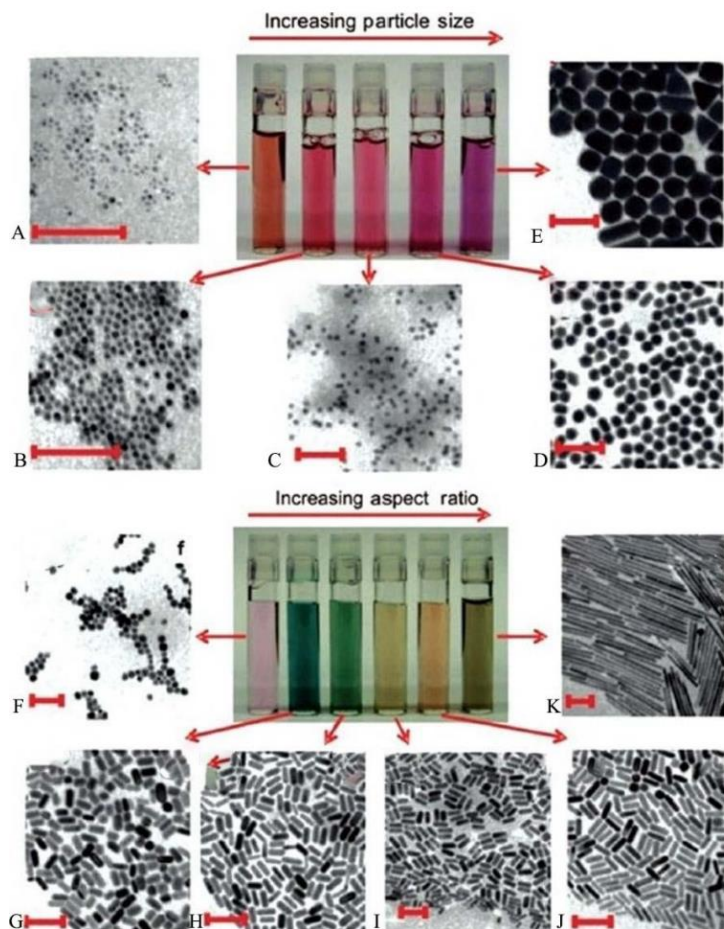 Increasing particle size
A
E
B
C
D
Increasing aspect ratio
f
F
K
G
H
I
J